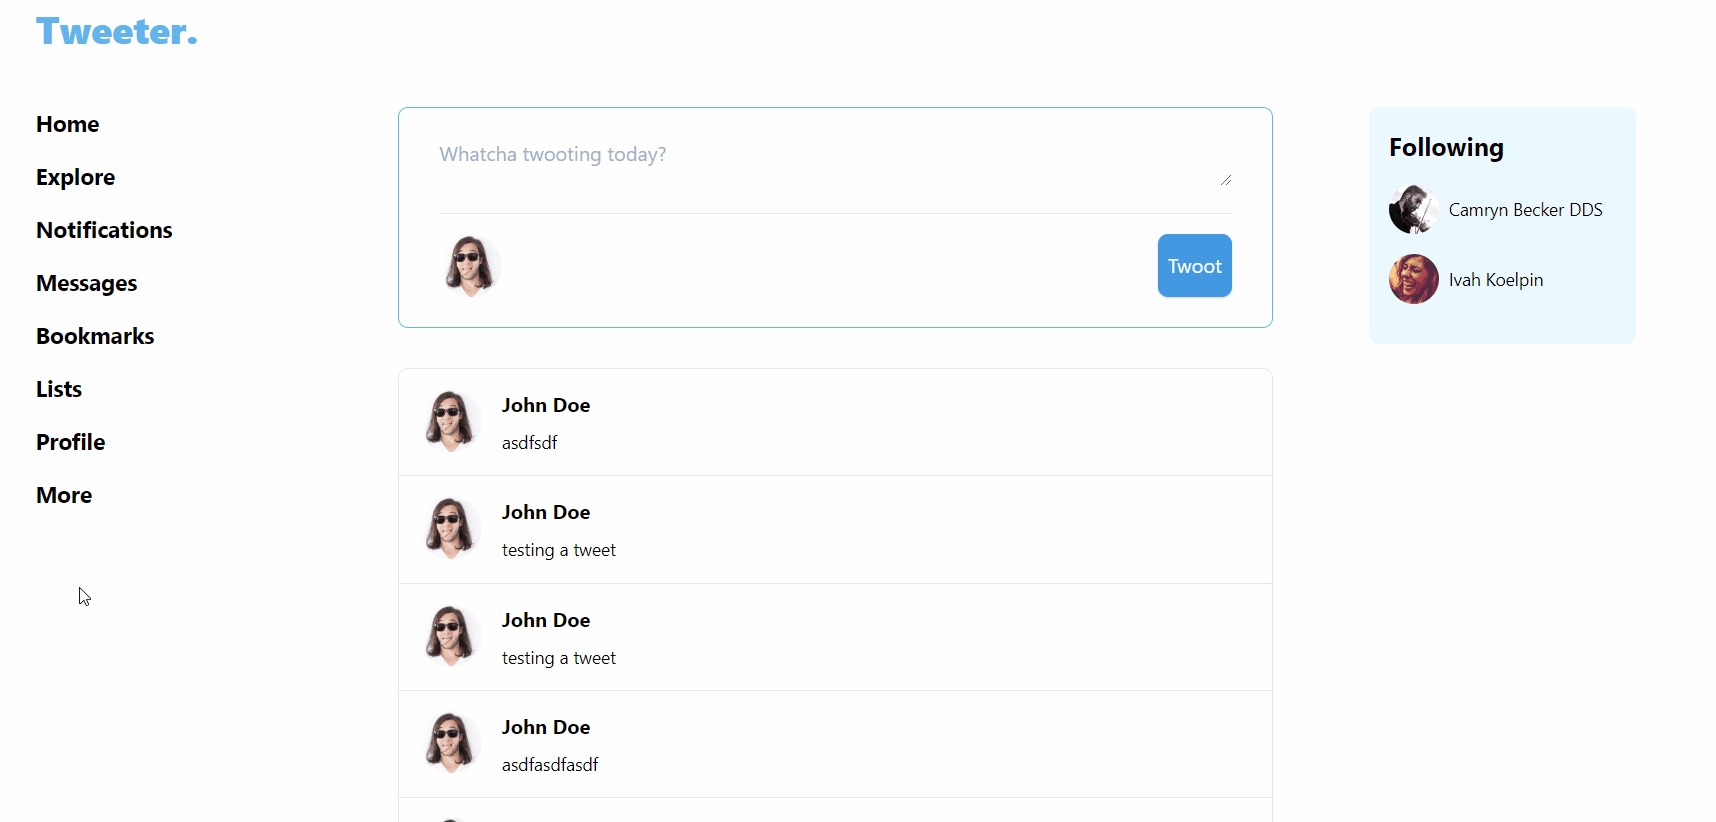 Tweeter.
Home
Explore
Notifications
Messages
Bookmarks
Lists
Profile
More
Whatcha twooting today?
Twoot
John Doe
asdfsdf
John Doe
testing a tweet
John Doe
testing a tweet
John Doe
asdfasdfasdf
Following
Camryn Becker DDS
Ivah Koelpin